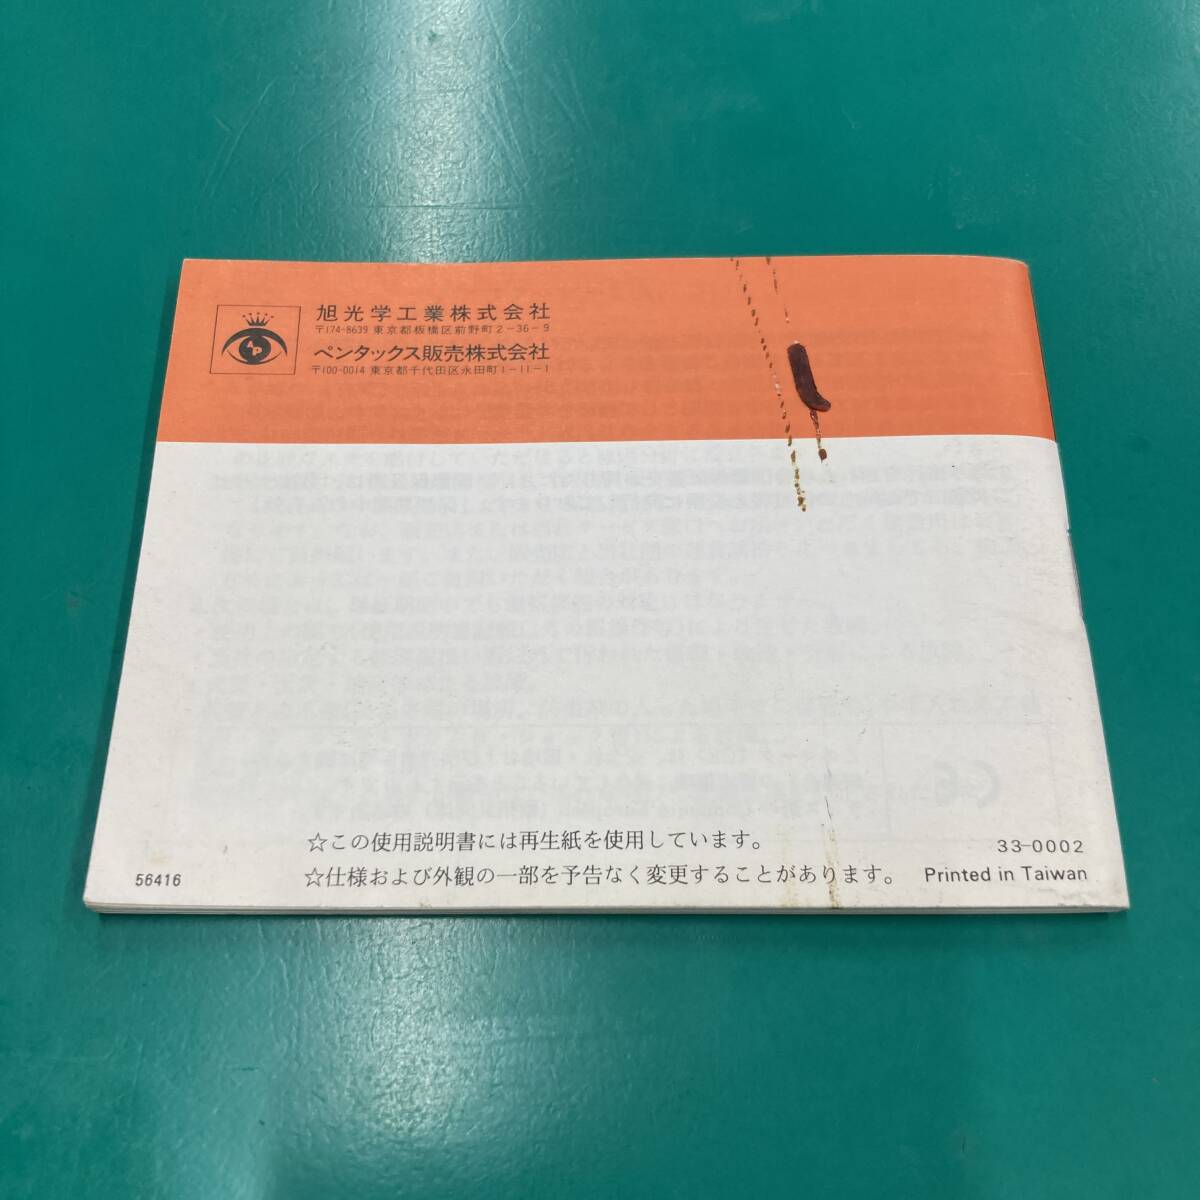 旭光学工業株式会社
〒174-8639 東京都板橋区前野町2-36-9
ペンタックス販売株式会社
〒100-0014 東京都千代田区永田町1-11-1
AP
☆この使用説明書には再生紙を使用しています。
33-0002
56416
☆仕様および外観の一部を予告なく変更することがあります。
Printed in Taiwan